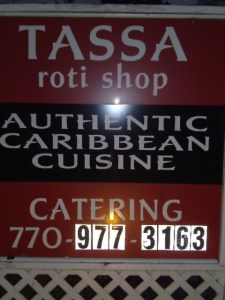 TASSA
roti shop
AUTHENTIC
CARIBBEAN
CUISINE
CATERING
770-977-3163